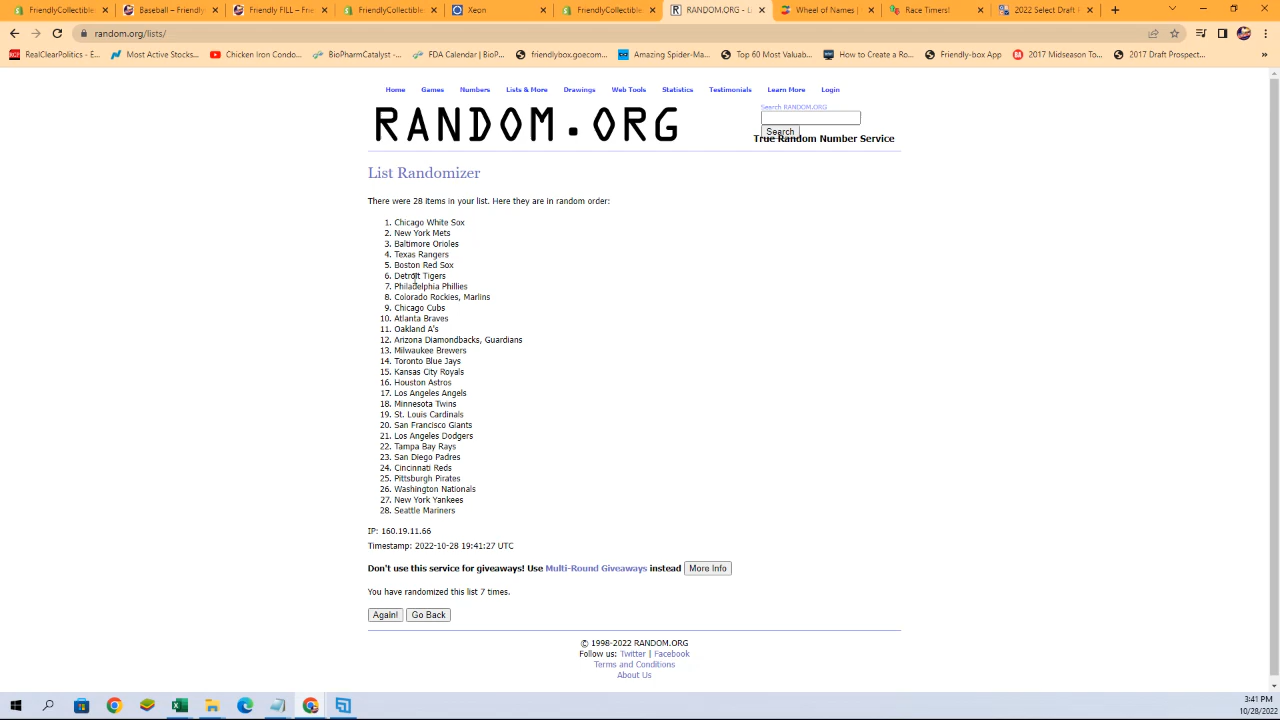 Baseball – Friendly
Friendly FILL – Fri
Xeon
friendlycollectibles
RANDOM.ORG - L
Wheel of Names |
Race Timers!
2022 Select Draft
random.org/lists/
RealClearPolitics - E...
Most Active Stocks...
Chicken Iron Condo...
BioPharmCatalyst -...
FDA Calendar | BioP...
friendlybox.goecom...
Amazing Spider-Ma...
Top 60 Most Valuab...
How to Create a Ro...
Friendly-box App
2017 Midseason To...
2017 Draft Prospect...
»
Home Games Numbers Lists & More Drawings Web Tools Statistics Testimonials Learn More Login
RANDOM.ORG
Search RANDOM.ORG
Search
True Random Number Service
List Randomizer
There were 28 items in your list. Here they are in random order:
1. Chicago White Sox
2. New York Mets
3. Baltimore Orioles
4. Texas Rangers
5. Boston Red Sox
6. Detroit Tigers
7. Philadelphia Phillies
8. Colorado Rockies, Marlins
9. Chicago Cubs
10. Atlanta Braves
11. Oakland A's
12. Arizona Diamondbacks, Guardians
13. Milwaukee Brewers
14. Toronto Blue Jays
15. Kansas City Royals
16. Houston Astros
17. Los Angeles Angels
18. Minnesota Twins
19. St. Louis Cardinals
20. San Francisco Giants
21. Los Angeles Dodgers
22. Tampa Bay Rays
23. San Diego Padres
24. Cincinnati Reds
25. Pittsburgh Pirates
26. Washington Nationals
27. New York Yankees
28. Seattle Mariners
IP: 160.19.11.66
Timestamp: 2022-10-28 19:41:27 UTC
Don't use this service for giveaways! Use Multi-Round Giveaways instead More Info
You have randomized this list 7 times.
Again! Go Back
© 1998-2022 RANDOM.ORG
Follow us: Twitter | Facebook
Terms and Conditions
About Us
3:41 PM
10/28/2022